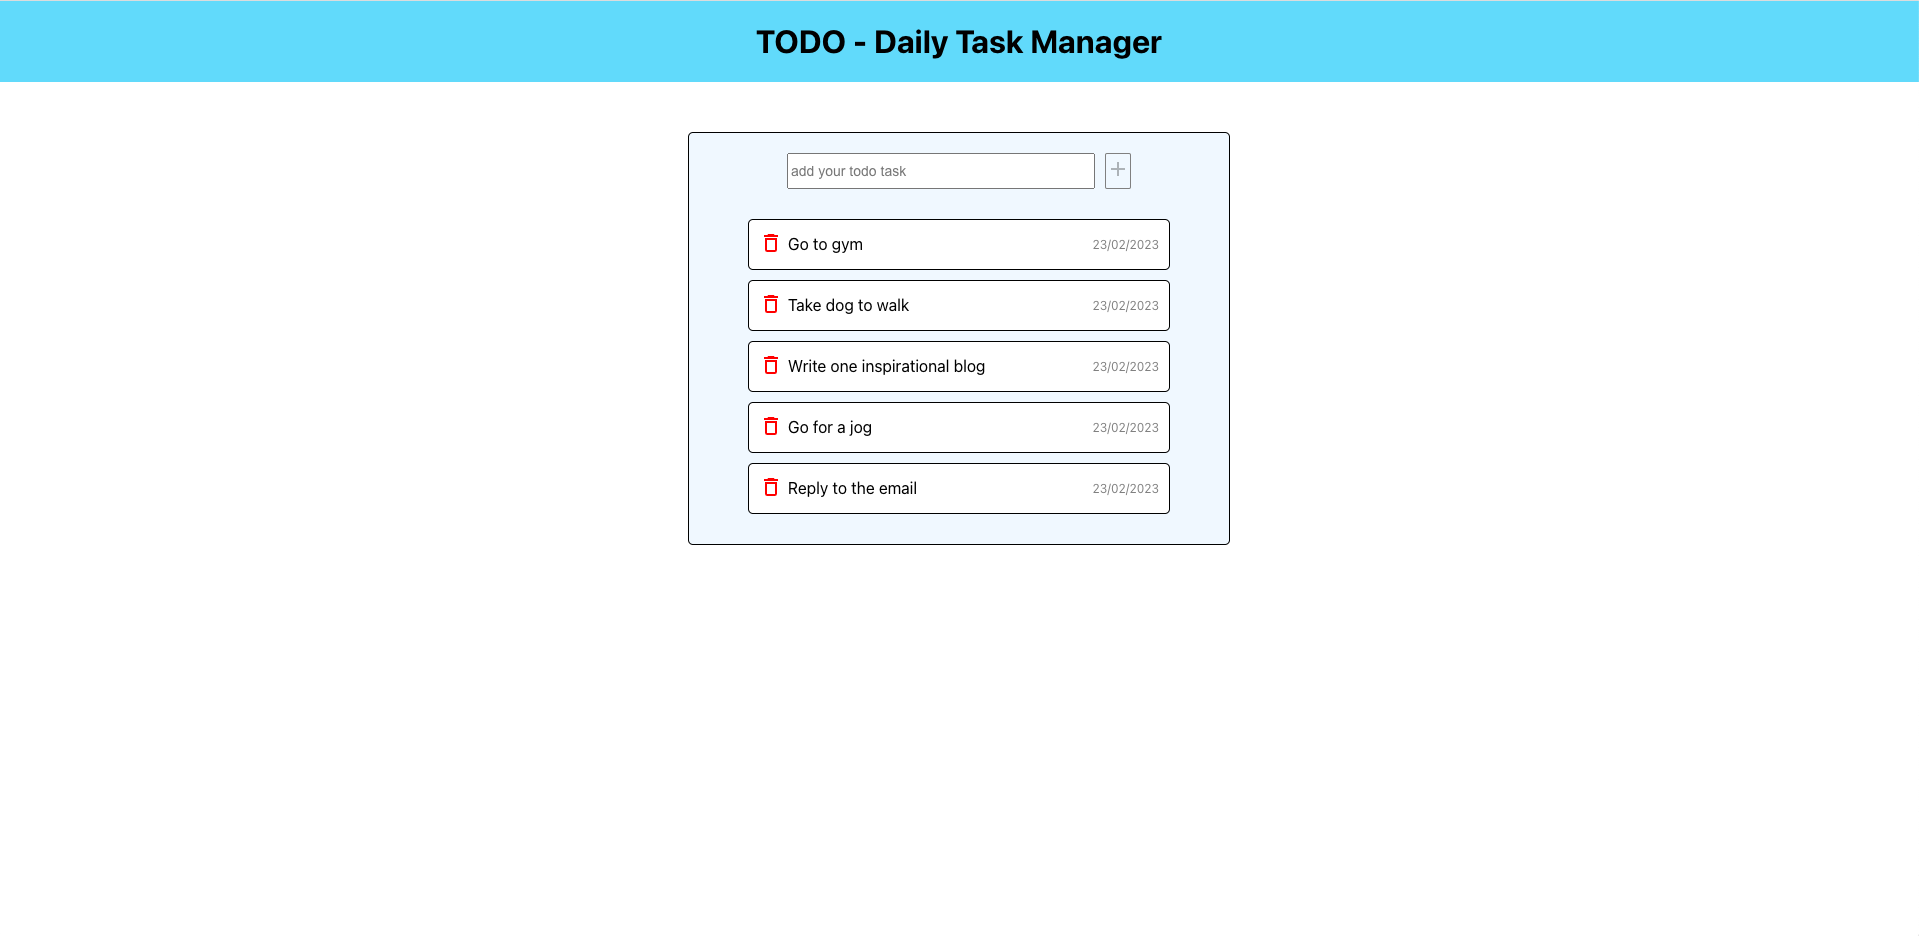 TODO - Daily Task Manager
add your todo task
Go to gym 23/02/2023
Take dog to walk 23/02/2023
Write one inspirational blog 23/02/2023
Go for a jog 23/02/2023
Reply to the email 23/02/2023